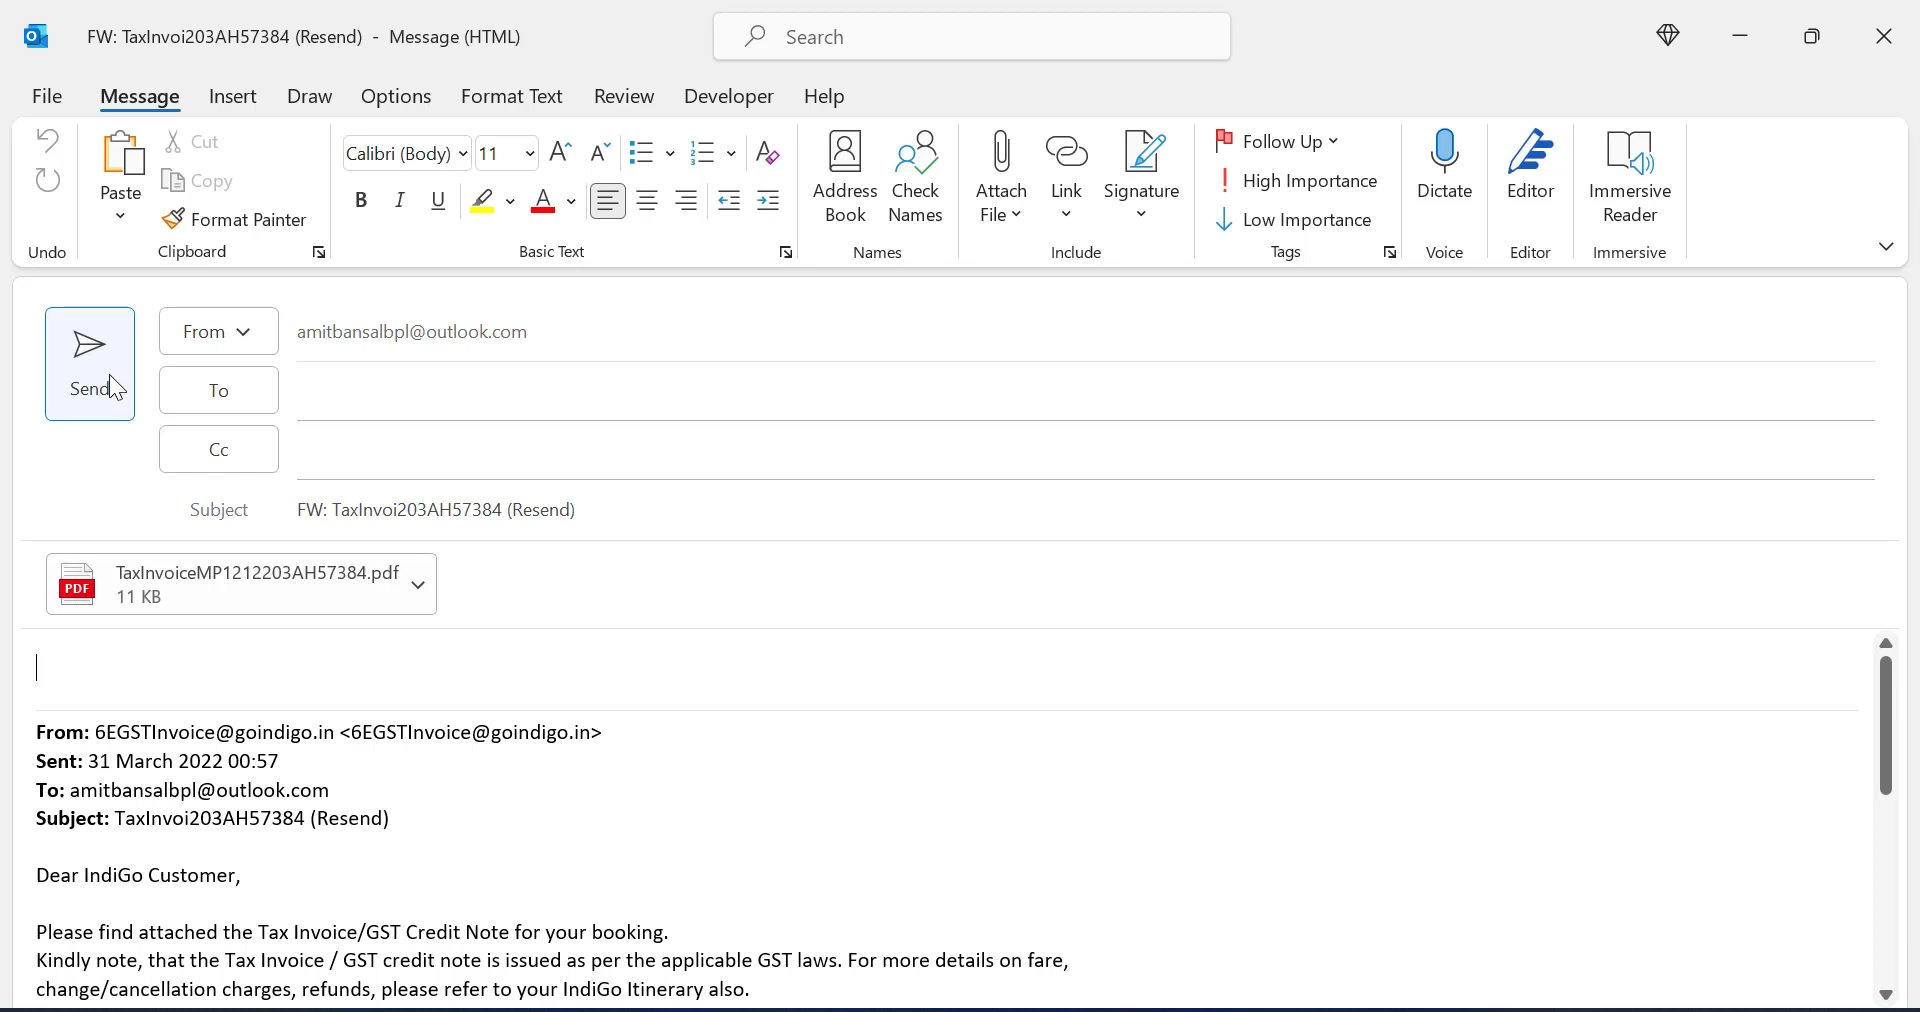 FW: TaxInvoi203AH57384 (Resend) - Message (HTML)
Search
File Message Insert Draw Options Format Text Review Developer Help
Paste
Cut
Copy
Format Painter
Calibri (Body) 11
B I U
Address Book
Check Names
Attach File
Link
Signature
Follow Up
High Importance
Low Importance
Dictate
Editor
Immersive Reader
Undo Clipboard Basic Text Names Include Tags Voice Editor Immersive
Send
From amitbansalbpl@outlook.com
To
Cc
Subject FW: TaxInvoi203AH57384 (Resend)
PDF
TaxInvoiceMP1212203AH57384.pdf
11 KB
From: 6EGSTInvoice@goindigo.in <6EGSTInvoice@goindigo.in>
Sent: 31 March 2022 00:57
To: amitbansalbpl@outlook.com
Subject: TaxInvoi203AH57384 (Resend)
Dear IndiGo Customer,
Please find attached the Tax Invoice/GST Credit Note for your booking.
Kindly note, that the Tax Invoice / GST credit note is issued as per the applicable GST laws. For more details on fare,
change/cancellation charges, refunds, please refer to your IndiGo Itinerary also.